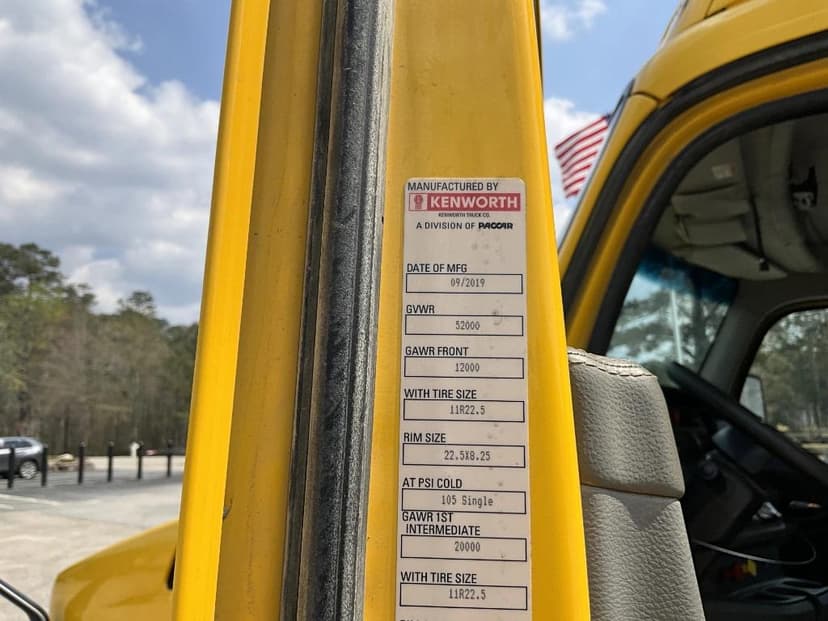 MANUFACTURED BY
KENWORTH
KENWORTH TRUCK CO.
A DIVISION OF PACCAR
DATE OF MFG
09/2019
GVWR
52000
GAWR FRONT
12000
WITH TIRE SIZE
11R22.5
RIM SIZE
22.5X8.25
AT PSI COLD
105 Single
GAWR 1ST
INTERMEDIATE
20000
WITH TIRE SIZE
11R22.5